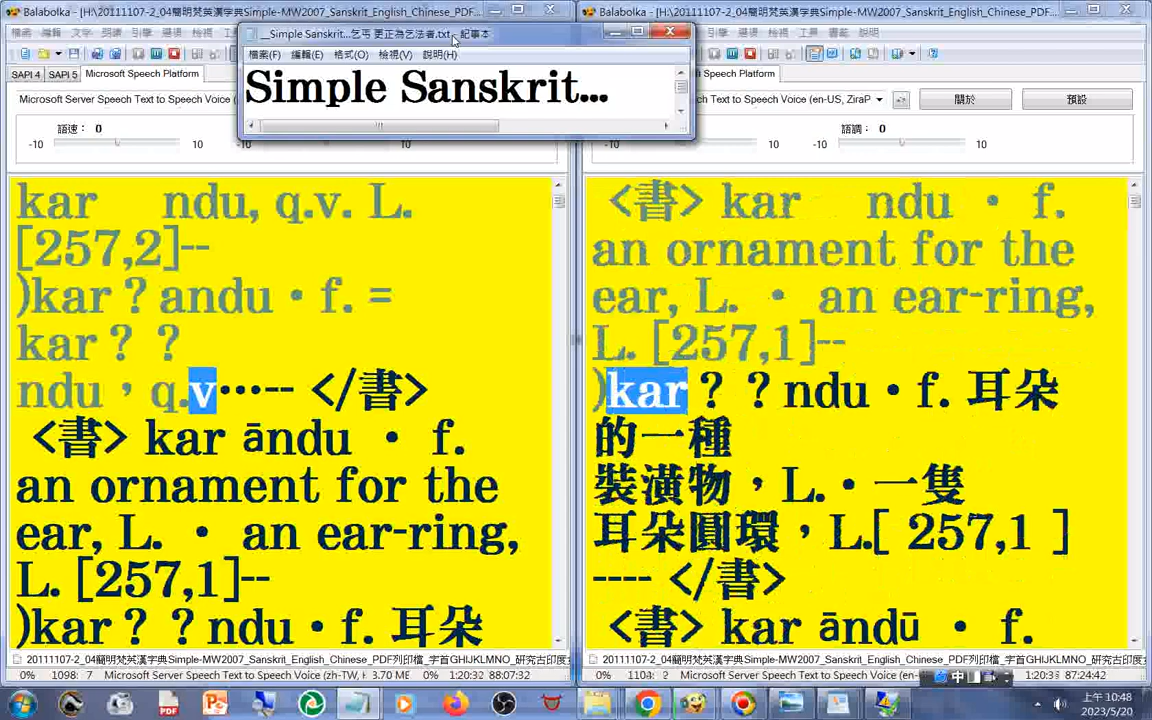 Balabolka - [H:\20111107-2_04簡明梵英漢字典Simple-MW2007_Sanskrit_English_Chinese_PDF...
Balabolka - [H:\20111107-2_04簡明梵英漢字典Simple-MW2007_Sanskrit_English_Chinese_PDF...
__Simple Sanskrit...乞丐 更正為乞法者.txt - 記事本
檔案(F) 編輯(E) 格式(O) 檢視(V) 說明(H)
Simple Sanskrit...
SAPI 4 SAPI 5 Microsoft Speech Platform
Speech Platform
Microsoft Server Speech Text to Speech Voice (
ch Text to Speech Voice (en-US, ZiraP
關於
預設
語速： 0
語調： 0
-10 10 -10 10
-10 10 -10 10
kar ndu, q.v. L.
[257,2]--
)kar？andu・f. =
kar？ ？
ndu，q.v…-- </書>
<書> kar āndu ・ f.
an ornament for the
ear, L. ・ an ear-ring,
L. [257,1]--
)kar？ ？ndu・f. 耳朵
<書> kar ndu ・ f.
an ornament for the
ear, L. ・ an ear-ring,
L. [257,1]--
)kar？ ？ndu・f. 耳朵
的一種
裝潢物，L.・一隻
耳朵圓環，L.[ 257,1 ]
---- </書>
<書> kar āndū ・ f.
20111107-2_04簡明梵英漢字典Simple-MW2007_Sanskrit_English_Chinese_PDF列印檔_字首GHIJKLMNO_研究古印度
20111107-2_04簡明梵英漢字典Simple-MW2007_Sanskrit_English_Chinese_PDF列印檔_字首GHIJKLMNO_研究古印度
0% 1098: 7 Microsoft Server Speech Text to Speech Voice (zh-TW, H 3.70 ME 0% 1:20:32 88:07:32
0% 1104: 2 Microsoft Server Speech Text to Speech Voice 中 1:20:3 87:24:42
上午 10:48
2023/5/20